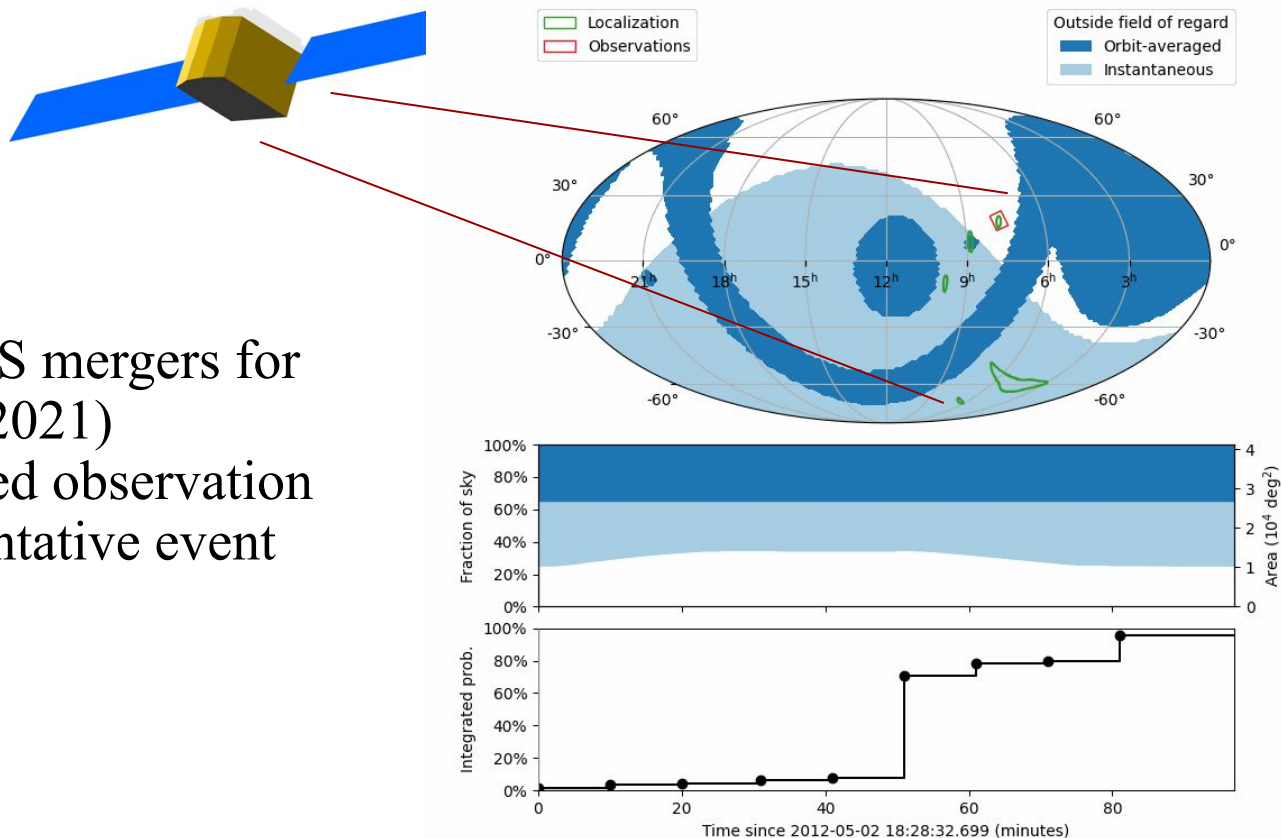 S mergers for
2021)
ed observation
ntative event
Localization
Observations
Outside field of regard
Orbit-averaged
Instantaneous
60° 60°
30° 30°
0° 0°
21ʰ 18ʰ 15ʰ 12ʰ 9ʰ 6ʰ 3ʰ
-30° -30°
-60° -60°
Fraction of sky
100%
80%
60%
40%
20%
0%
4
3
2
1
0
Area (10⁴ deg²)
Integrated prob.
100%
80%
60%
40%
20%
0%
0 20 40 60 80
Time since 2012-05-02 18:28:32.699 (minutes)